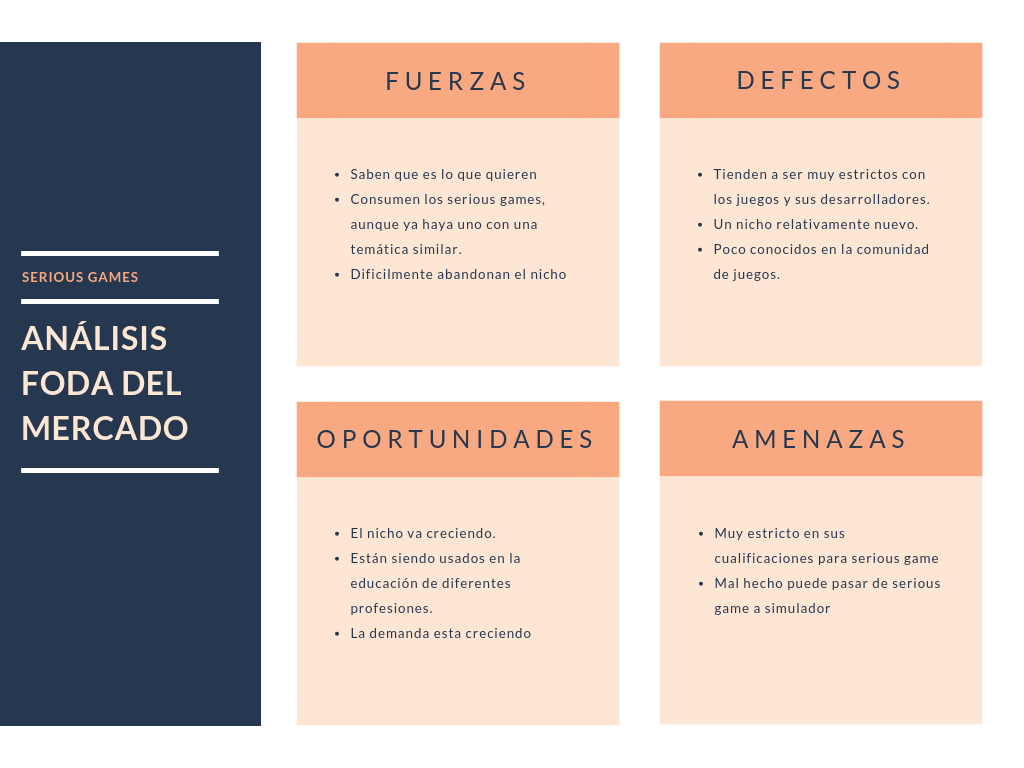 SERIOUS GAMES
ANÁLISIS
FODA DEL
MERCADO
FUERZAS
• Saben que es lo que quieren
• Consumen los serious games,
aunque ya haya uno con una
temática similar.
• Dificilmente abandonan el nicho
DEFECTOS
• Tienden a ser muy estrictos con
los juegos y sus desarrolladores.
• Un nicho relativamente nuevo.
• Poco conocidos en la comunidad
de juegos.
OPORTUNIDADES
• El nicho va creciendo.
• Están siendo usados en la
educación de diferentes
profesiones.
• La demanda esta creciendo
AMENAZAS
• Muy estricto en sus
cualificaciones para serious game
• Mal hecho puede pasar de serious
game a simulador